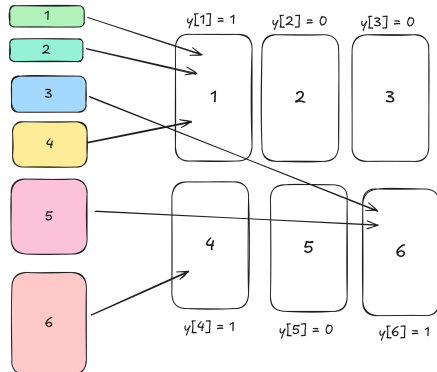 1
2
3
4
5
6
y[1] = 1
y[2] = 0
y[3] = 0
1
2
3
4
5
6
y[4] = 1
y[5] = 0
y[6] = 1